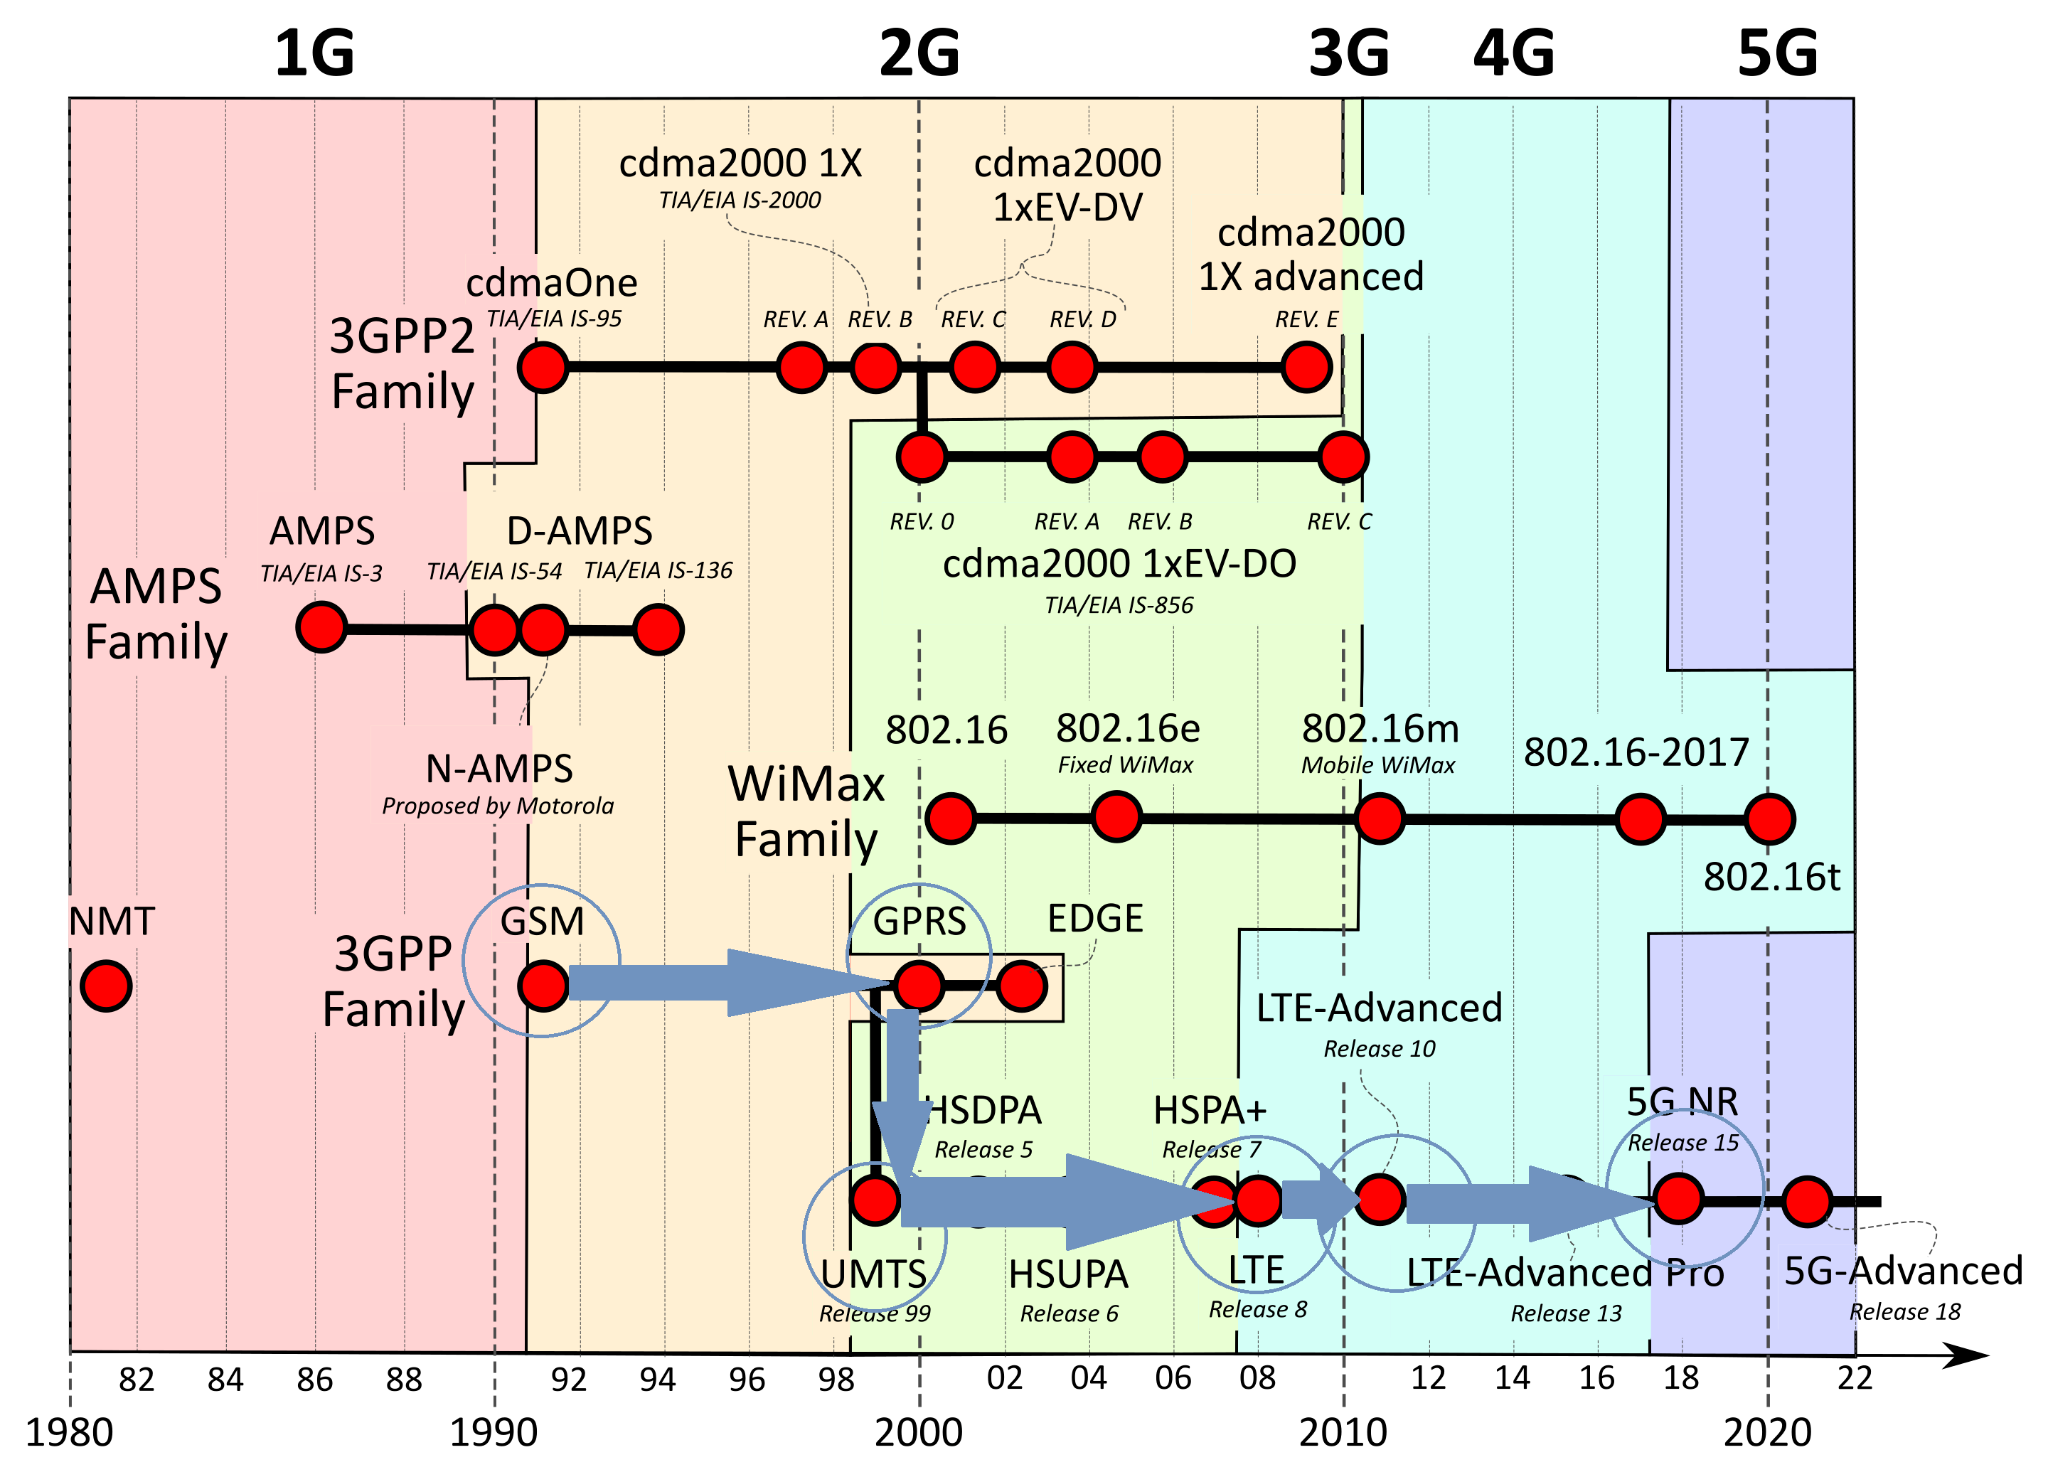 1G
2G
3G
4G
5G
cdma2000 1X
TIA/EIA IS-2000
cdma2000
1xEV-DV
cdma2000
1X advanced
cdmaOne
TIA/EIA IS-95
REV. A
REV. B
REV. C
REV. D
REV. E
3GPP2
Family
REV. 0
REV. A
REV. B
REV. C
cdma2000 1xEV-DO
TIA/EIA IS-856
AMPS
TIA/EIA IS-3
D-AMPS
TIA/EIA IS-54
TIA/EIA IS-136
AMPS
Family
N-AMPS
Proposed by Motorola
802.16
802.16e
Fixed WiMax
802.16m
Mobile WiMax
802.16-2017
WiMax
Family
802.16t
NMT
GSM
GPRS
EDGE
3GPP
Family
LTE-Advanced
Release 10
HSDPA
Release 5
HSPA+
Release 7
5G NR
Release 15
UMTS
Release 99
HSUPA
Release 6
LTE
Release 8
LTE-Advanced Pro
Release 13
5G-Advanced
Release 18
82
84
86
88
92
94
96
98
02
04
06
08
12
14
16
18
22
1980
1990
2000
2010
2020